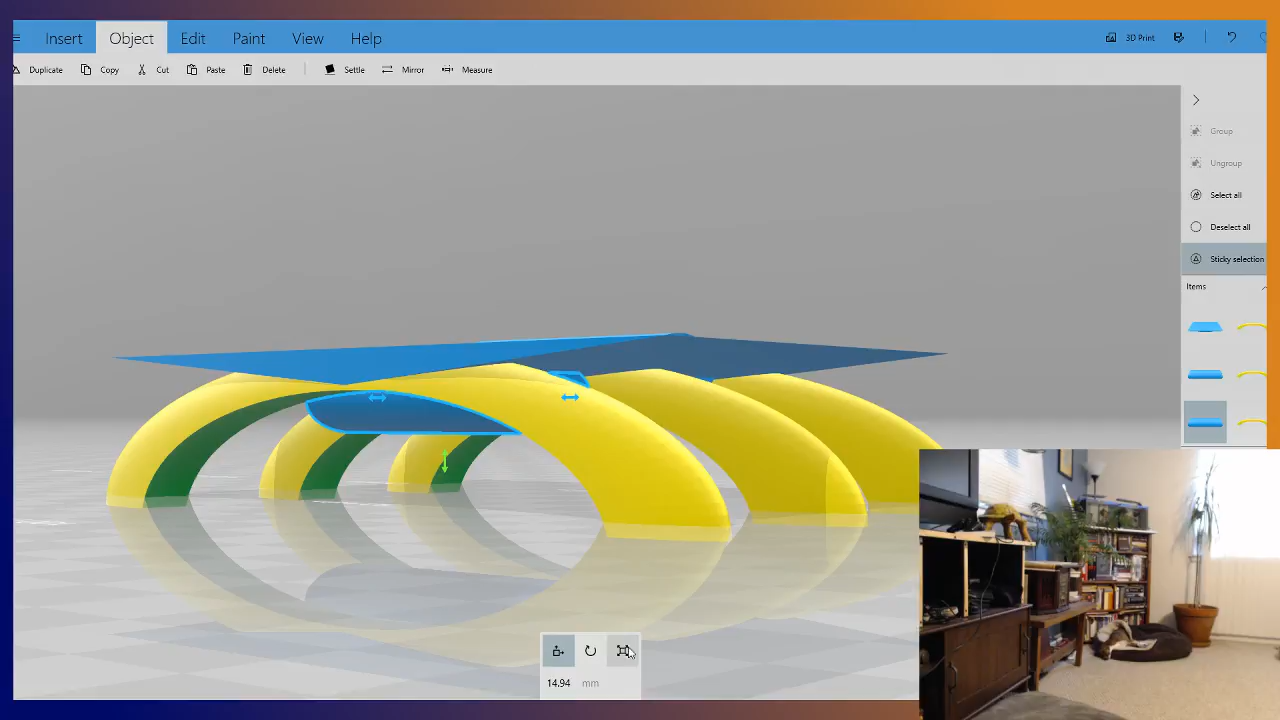 Insert Object Edit Paint View Help 3D Print
Duplicate Copy Cut Paste Delete Settle Mirror Measure
Group
Ungroup
Select all
Deselect all
Sticky selection
Items
14.94 mm